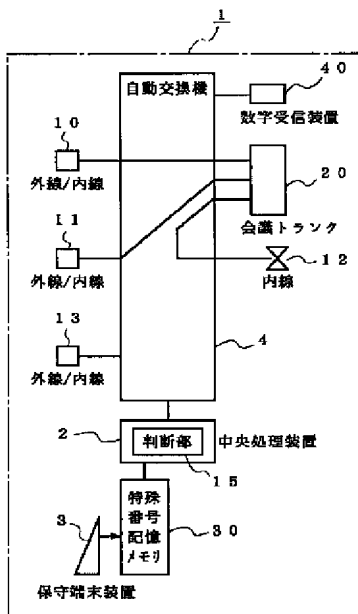 1
自動交換機
40
数字受信装置
10
外線/内線
20
会議トランク
11
外線/内線
12
内線
13
外線/内線
4
2
判断部
中央処理装置
15
特殊
番号
記憶
メモリ
30
3
保守端末装置